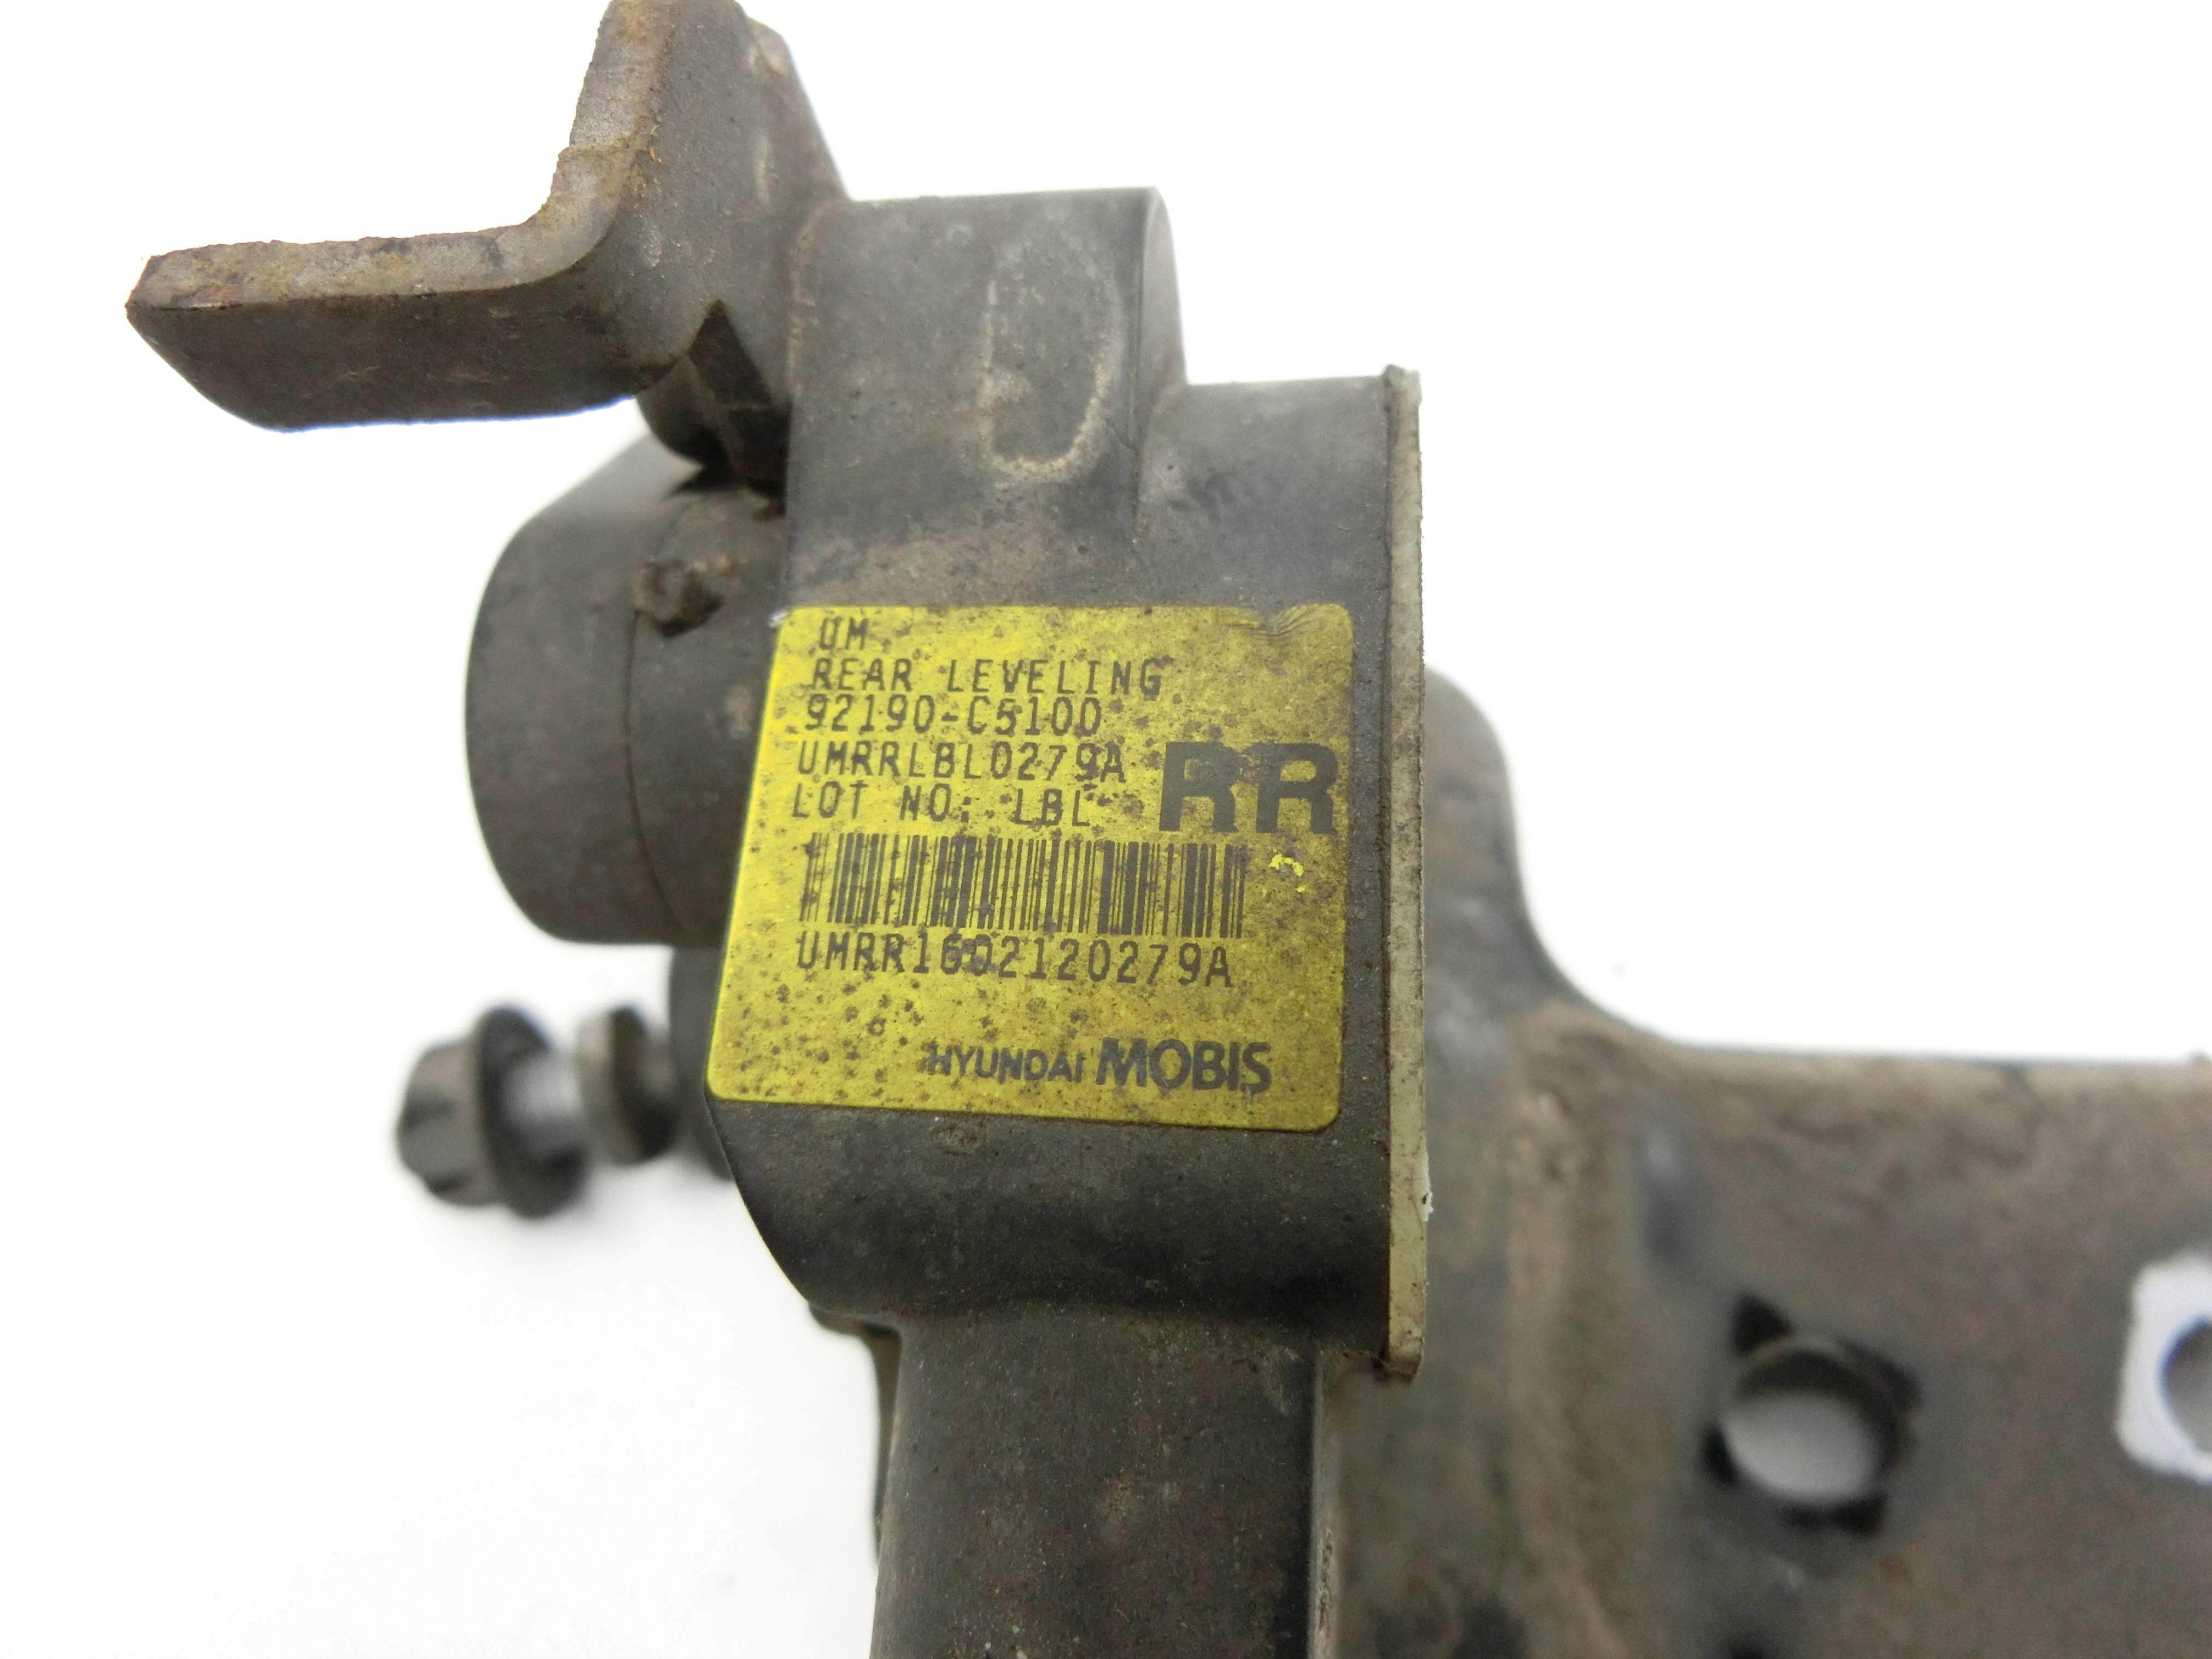 UM
REAR LEVELING
92190-C5100
UMRRLBL0279A
RR
LOT NO: LBL
UMRR1602120279A
HYUNDAI MOBIS